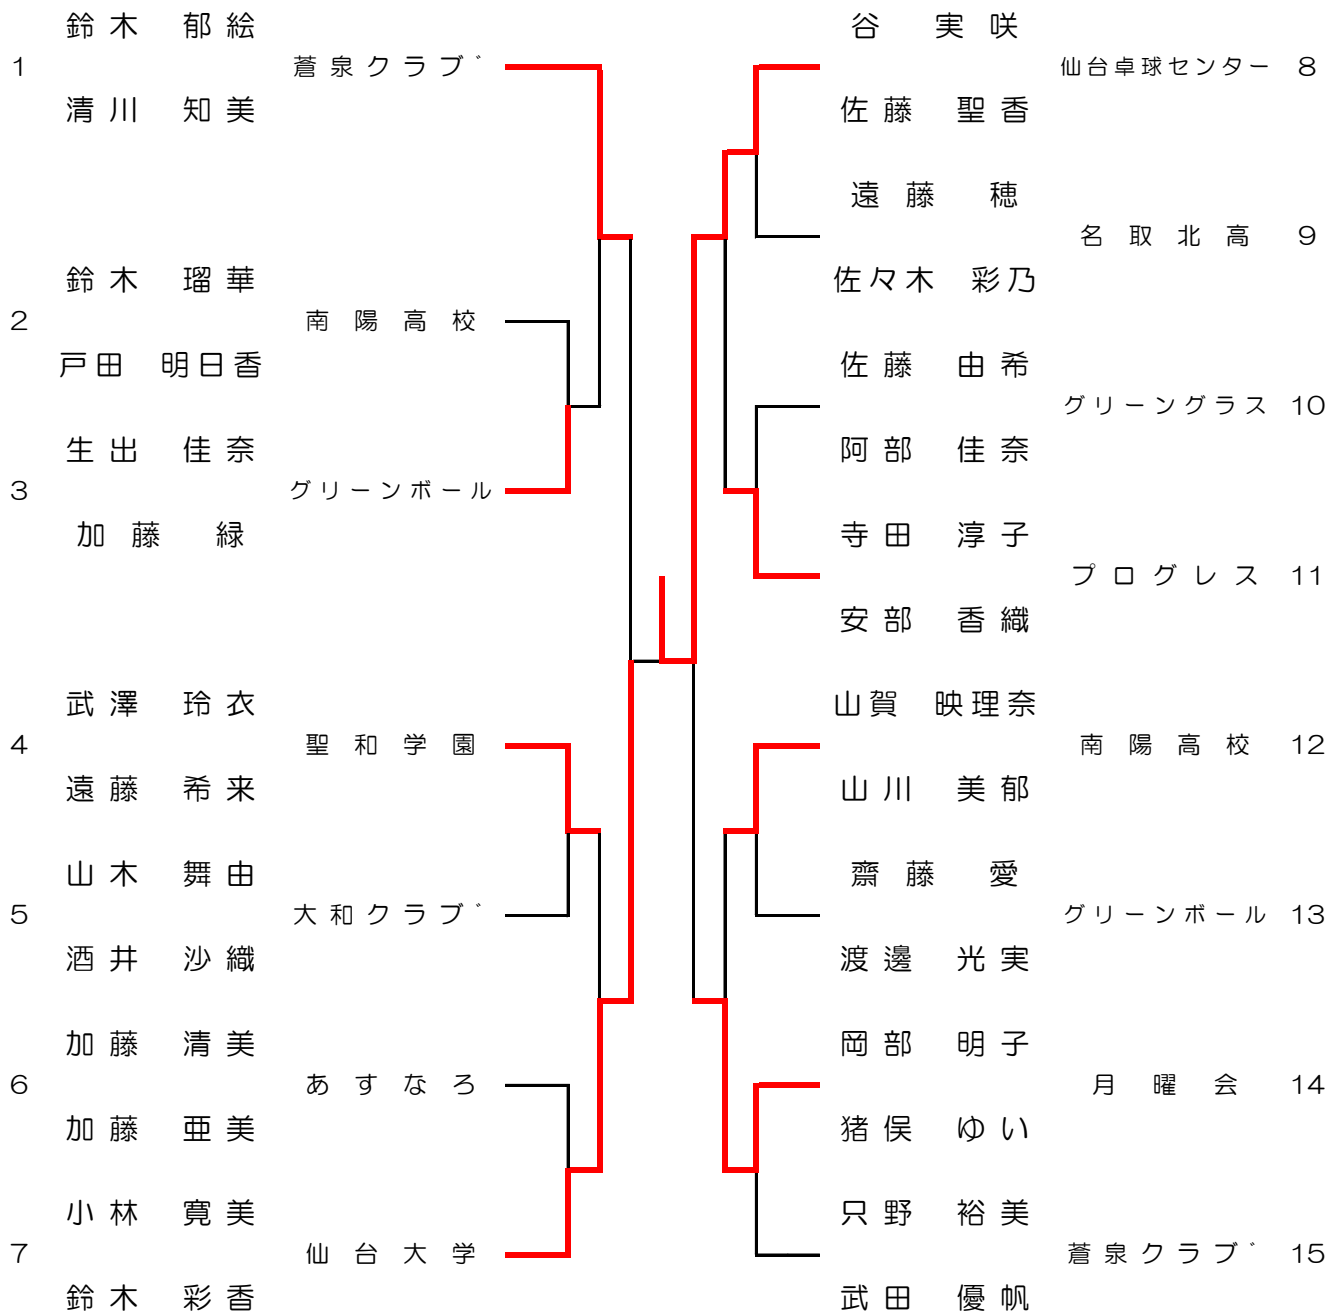 鈴木 郁絵
1 蒼泉クラブ
清川 知美
鈴木 瑠華
2 南陽高校
戸田 明日香
生出 佳奈
3 グリーンボール
加藤 緑
武澤 玲衣
4 聖和学園
遠藤 希来
山木 舞由
5 大和クラブ
酒井 沙織
加藤 清美
6 あすなろ
加藤 亜美
小林 寛美
7 仙台大学
鈴木 彩香
谷 実咲
仙台卓球センター 8
佐藤 聖香
遠藤 穂
名取北高 9
佐々木 彩乃
佐藤 由希
グリーングラス 10
阿部 佳奈
寺田 淳子
プログレス 11
安部 香織
山賀 映理奈
南陽高校 12
山川 美郁
齋藤 愛
グリーンボール 13
渡邊 光実
岡部 明子
月曜会 14
猪俣 ゆい
只野 裕美
蒼泉クラブ 15
武田 優帆